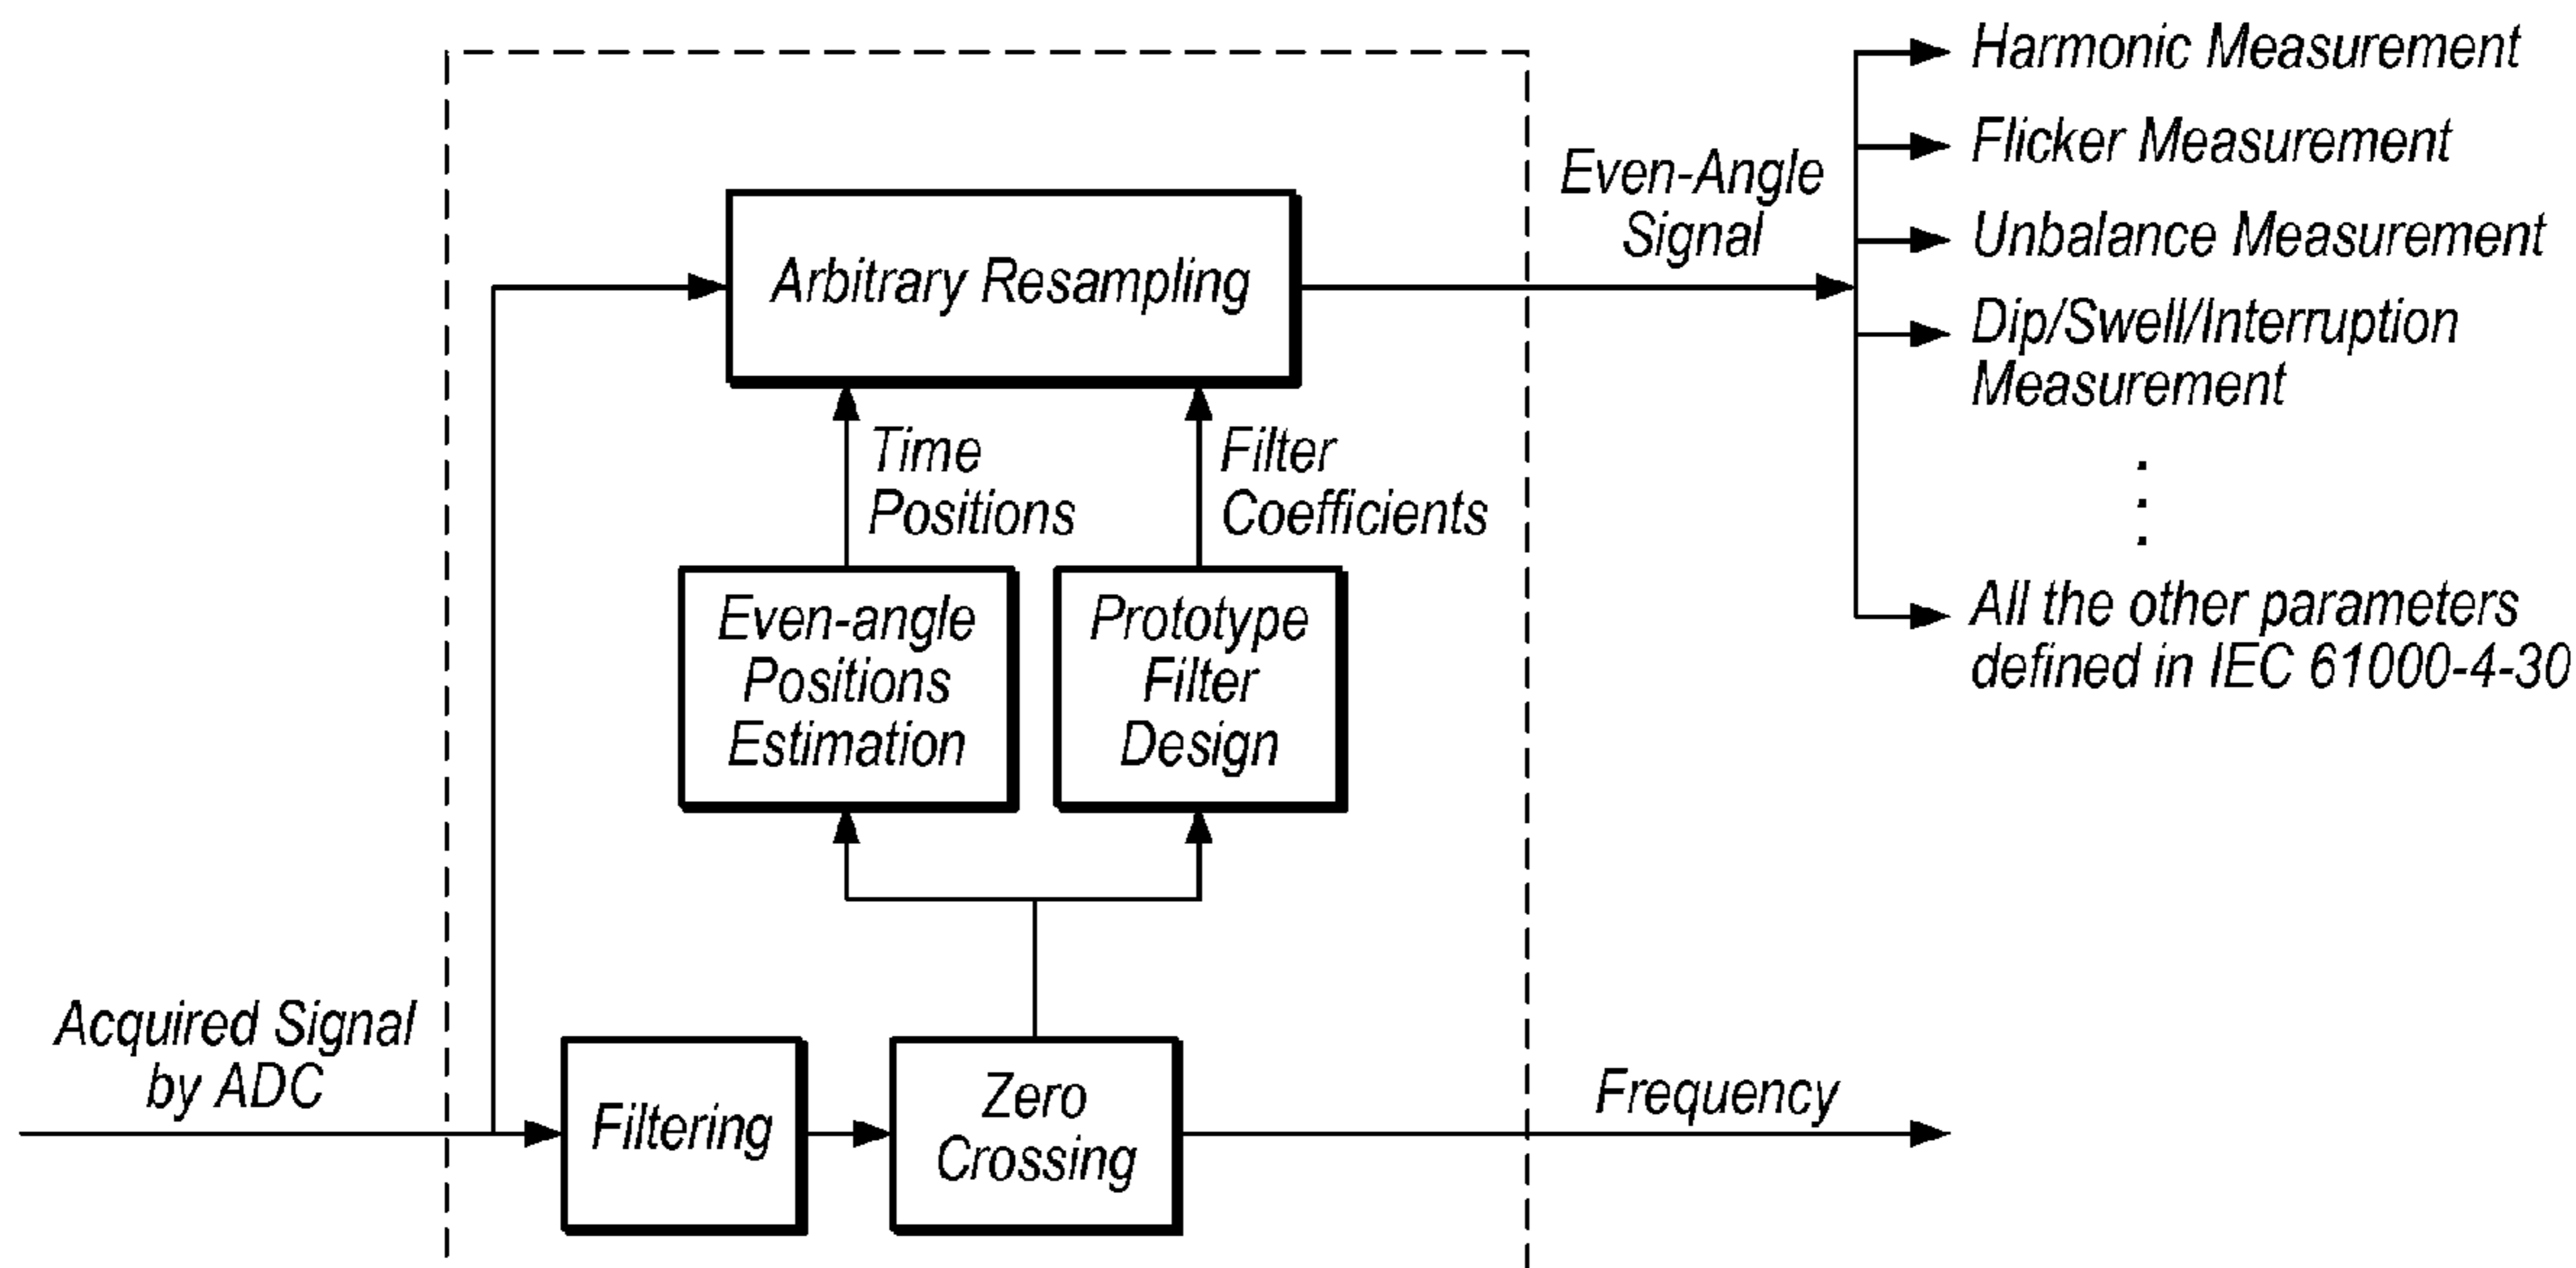 Harmonic Measurement
Flicker Measurement
Even-Angle
Signal
Unbalance Measurement
Arbitrary Resampling
Dip/Swell/Interruption
Measurement
Time
Positions
Filter
Coefficients
Even-angle
Positions
Estimation
Prototype
Filter
Design
All the other parameters
defined in IEC 61000-4-30
Acquired Signal
by ADC
Filtering
Zero
Crossing
Frequency